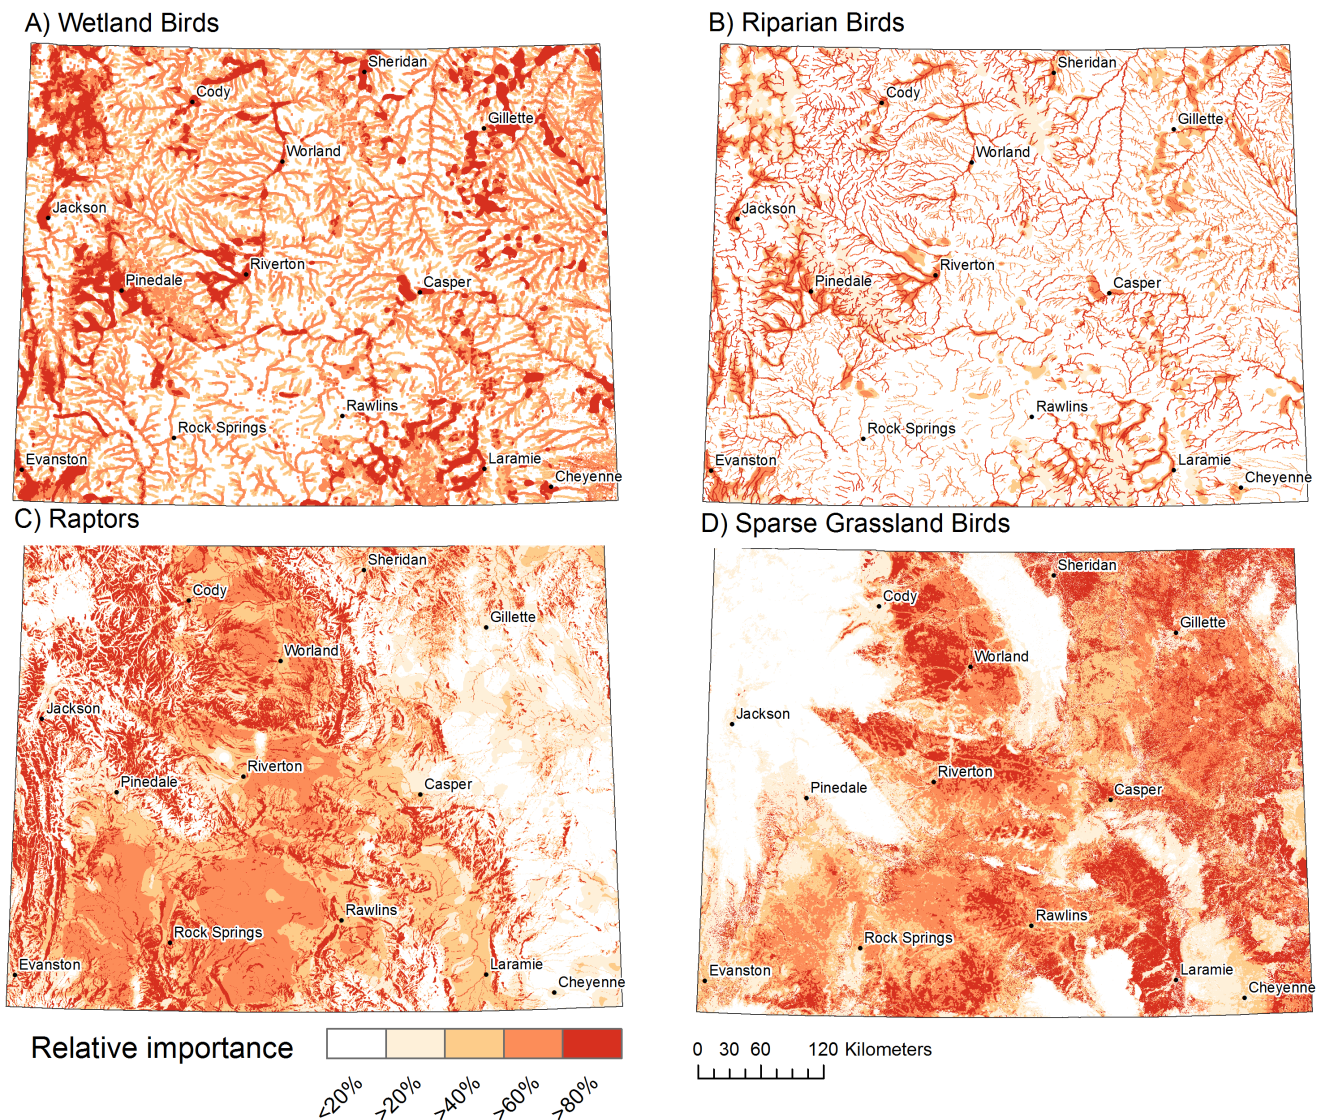 A) Wetland Birds
B) Riparian Birds
Sheridan
Cody
Gillette
Worland
Jackson
Riverton
Pinedale
Casper
Rawlins
Rock Springs
Evanston
Laramie
Cheyenne
Sheridan
Cody
Gillette
Worland
Jackson
Riverton
Pinedale
Casper
Rawlins
Rock Springs
Evanston
Laramie
Cheyenne
C) Raptors
D) Sparse Grassland Birds
Sheridan
Cody
Gillette
Worland
Jackson
Riverton
Pinedale
Casper
Rawlins
Rock Springs
Evanston
Laramie
Cheyenne
Sheridan
Cody
Gillette
Worland
Jackson
Riverton
Pinedale
Casper
Rawlins
Rock Springs
Evanston
Laramie
Cheyenne
Relative importance
<20% >20% >40% >60% >80%
0 30 60 120 Kilometers